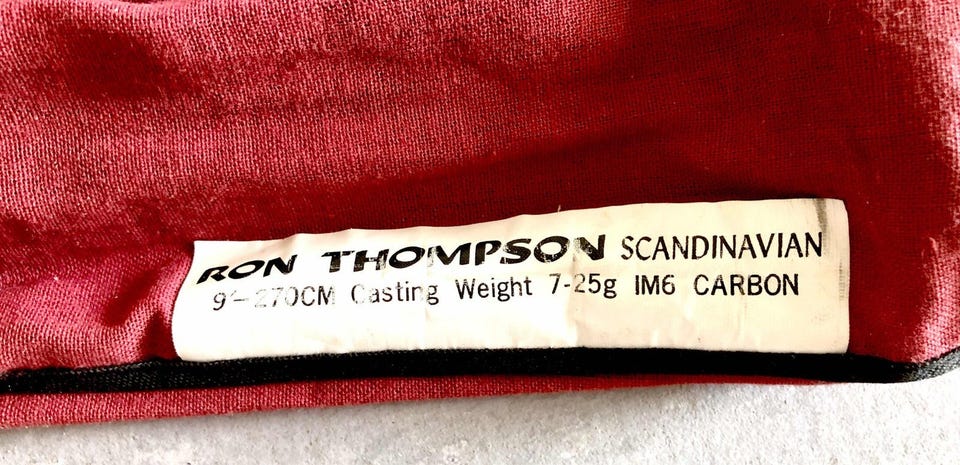 RON THOMPSON SCANDINAVIAN
9'-270CM Casting Weight 7-25g IM6 CARBON